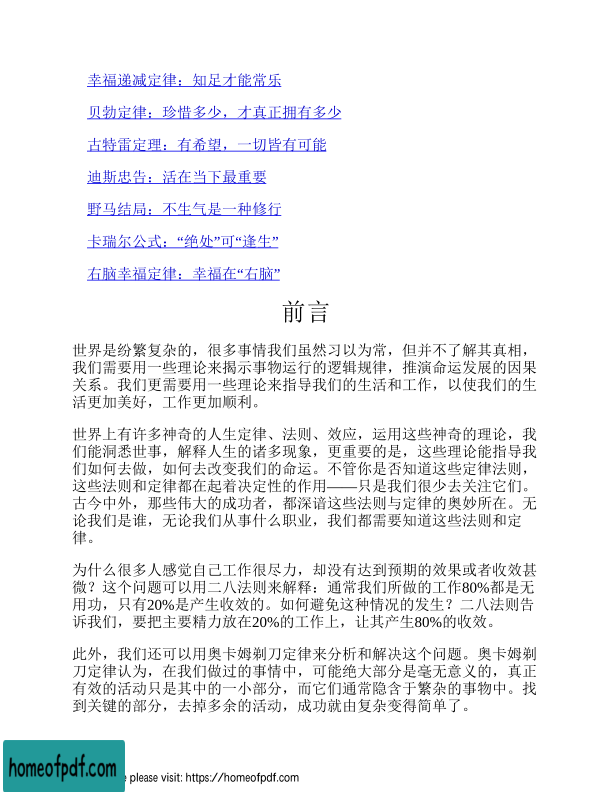 幸福递减定律：知足才能常乐
贝勃定律：珍惜多少，才真正拥有多少
古特雷定理：有希望，一切皆有可能
迪斯忠告：活在当下最重要
野马结局：不生气是一种修行
卡瑞尔公式：“绝处”可“逢生”
右脑幸福定律：幸福在“右脑”
前言
世界是纷繁复杂的，很多事情我们虽然习以为常，但并不了解其真相，
我们需要用一些理论来揭示事物运行的逻辑规律，推演命运发展的因果
关系。我们更需要用一些理论来指导我们的生活和工作，以使我们的生
活更加美好，工作更加顺利。
世界上有许多神奇的人生定律、法则、效应，运用这些神奇的理论，我
们能洞悉世事，解释人生的诸多现象，更重要的是，这些理论能指导我
们如何去做，如何去改变我们的命运。不管你是否知道这些定律法则，
这些法则和定律都在起着决定性的作用——只是我们很少去关注它们。
古今中外，那些伟大的成功者，都深谙这些法则与定律的奥妙所在。无
论我们是谁，无论我们从事什么职业，我们都需要知道这些法则和定
律。
为什么很多人感觉自己工作很尽力，却没有达到预期的效果或者收效甚
微？这个问题可以用二八法则来解释：通常我们所做的工作80%都是无
用功，只有20%是产生收效的。如何避免这种情况的发生？二八法则告
诉我们，要把主要精力放在20%的工作上，让其产生80%的收效。
此外，我们还可以用奥卡姆剃刀定律来分析和解决这个问题。奥卡姆剃
刀定律认为，在我们做过的事情中，可能绝大部分是毫无意义的，真正
有效的活动只是其中的一小部分，而它们通常隐含于繁杂的事物中。找
到关键的部分，去掉多余的活动，成功就由复杂变得简单了。
homeofpdf.com
please visit: https://homeofpdf.com